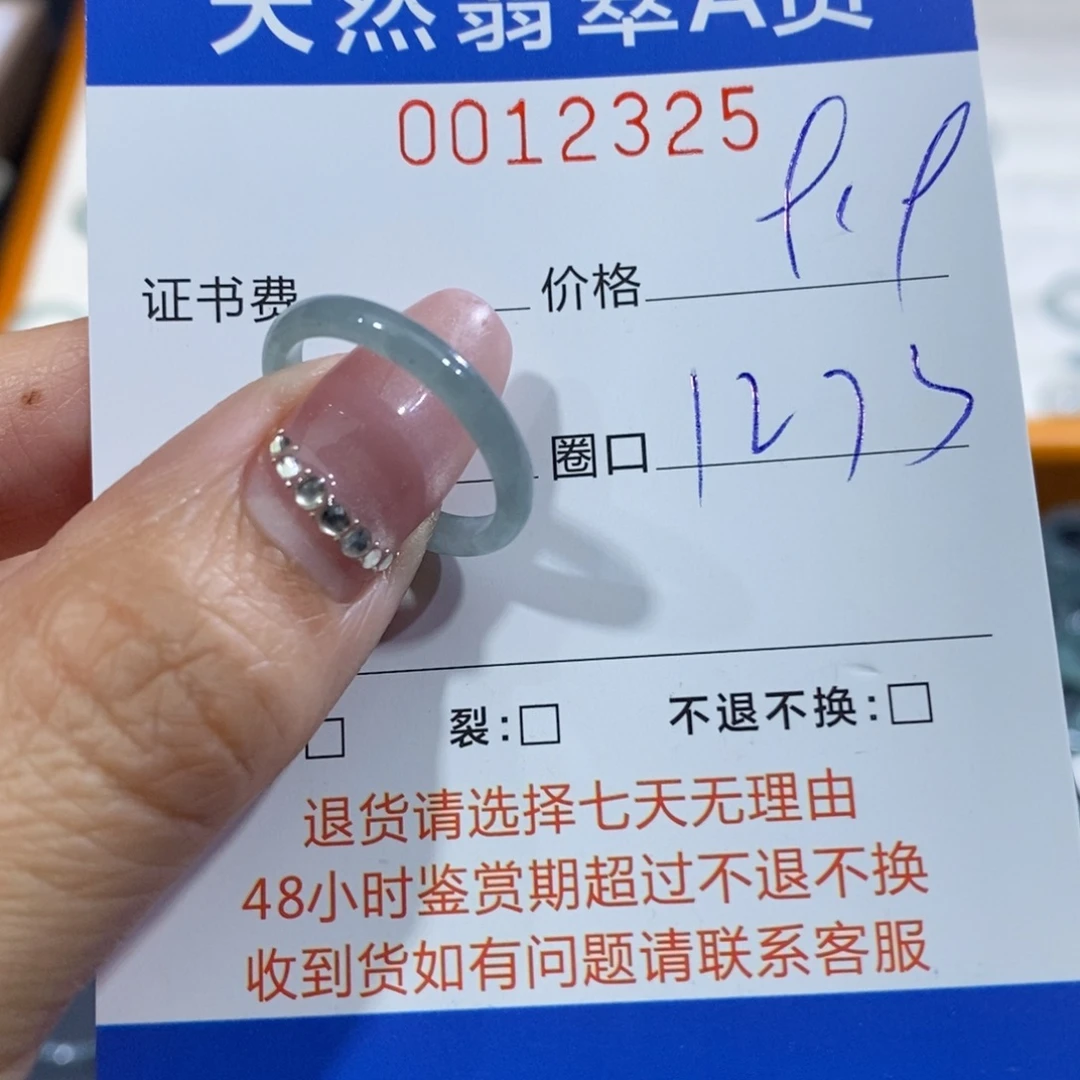 天然翡翠A货
0012325
证书费 价格
圈口 1273
裂:□ 不退不换:□
退货请选择七天无理由
48小时鉴赏期超过不退不换
收到货如有问题请联系客服